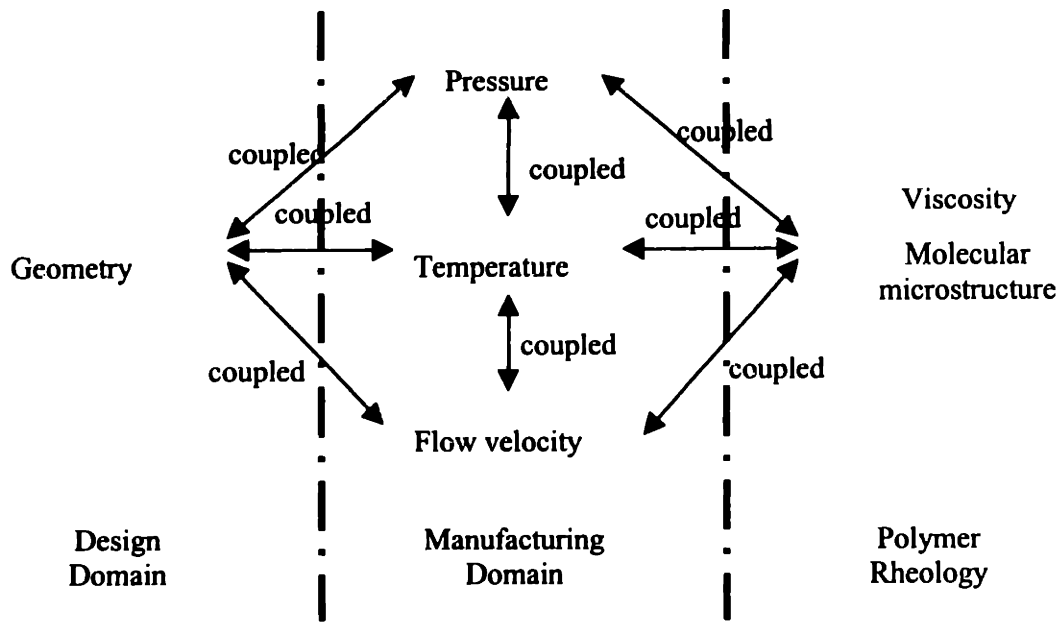 Pressure
coupled
coupled
coupled
coupled
coupled
Viscosity
Geometry
Temperature
Molecular
microstructure
coupled
coupled
coupled
Flow velocity
Design
Domain
Manufacturing
Domain
Polymer
Rheology